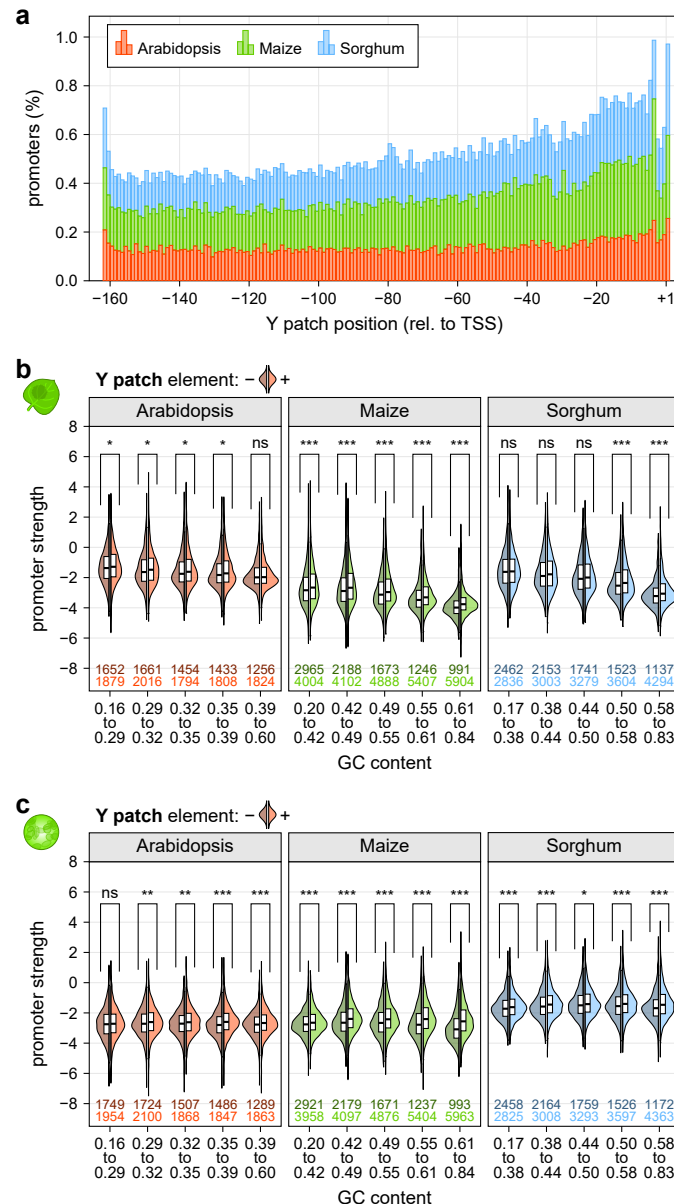 a
Arabidopsis Maize Sorghum
promoters (%)
1.0
0.8
0.6
0.4
0.2
0.0
−160 −140 −120 −100 −80 −60 −40 −20 +1
Y patch position (rel. to TSS)
b
Y patch element: − +
Arabidopsis Maize Sorghum
promoter strength
8
6
4
2
0
−2
−4
−6
−8
* * * * ns *** *** *** *** *** ns ns ns *** ***
1652 1661 1454 1433 1256 2965 2188 1673 1246 991 2462 2153 1741 1523 1137
1879 2016 1794 1808 1824 4004 4102 4888 5407 5904 2836 3003 3279 3604 4294
0.16 0.29 0.32 0.35 0.39 0.20 0.42 0.49 0.55 0.61 0.17 0.38 0.44 0.50 0.58
to to to to to to to to to to to to to to to
0.29 0.32 0.35 0.39 0.60 0.42 0.49 0.55 0.61 0.84 0.38 0.44 0.50 0.58 0.83
GC content
c
Y patch element: − +
Arabidopsis Maize Sorghum
promoter strength
8
6
4
2
0
−2
−4
−6
−8
ns ** ** *** *** *** *** *** *** *** *** *** * *** ***
1749 1724 1507 1486 1289 2921 2179 1671 1237 993 2458 2164 1759 1526 1172
1954 2100 1868 1847 1863 3958 4097 4876 5404 5963 2825 3008 3293 3597 4363
0.16 0.29 0.32 0.35 0.39 0.20 0.42 0.49 0.55 0.61 0.17 0.38 0.44 0.50 0.58
to to to to to to to to to to to to to to to
0.29 0.32 0.35 0.39 0.60 0.42 0.49 0.55 0.61 0.84 0.38 0.44 0.50 0.58 0.83
GC content